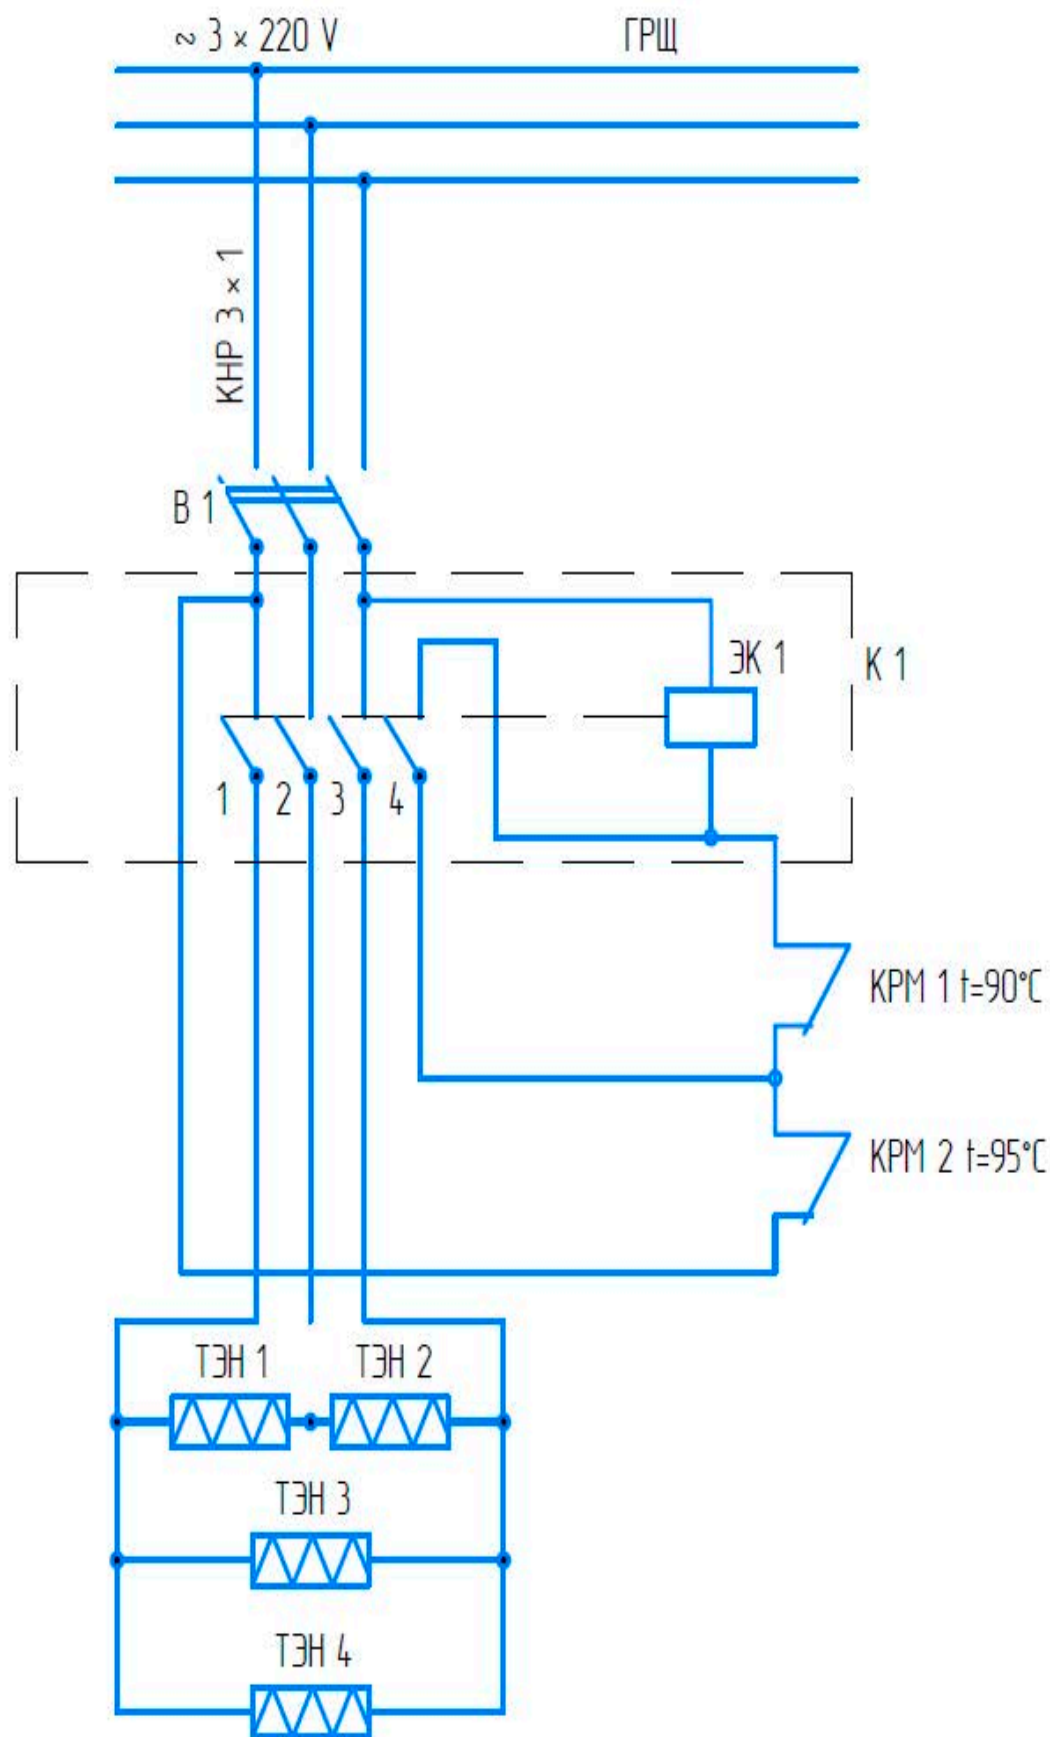 ≈ 3 × 220 V
ГРЩ
КНР 3 × 1
В 1
ЭК 1
К 1
1
2
3
4
КРМ 1 t=90°C
КРМ 2 t=95°C
ТЭН 1
ТЭН 2
ТЭН 3
ТЭН 4